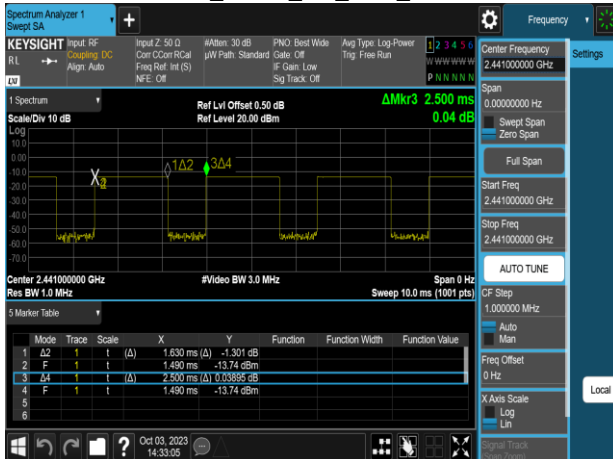 Spectrum Analyzer 1
Swept SA
+
Frequency
KEYSIGHT Input: RF Input Z: 50 Ω #Atten: 30 dB PNO: Best Wide Avg Type: Log-Power 1 2 3 4 5 6
RL Coupling: DC Corr CCorr RCal µW Path: Standard Gate: Off Trig: Free Run
Align: Auto Freq Ref: Int (S) IF Gain: Low W W W W W W
NFE: Off Sig Track: Off P N N N N N
LXI
1 Spectrum
Scale/Div 10 dB
Ref Lvl Offset 0.50 dB
Ref Level 20.00 dBm
ΔMkr3 2.500 ms
0.04 dB
Log
10.0
0.00
-10.0
-20.0
-30.0
-40.0
-50.0
-60.0
-70.0
1Δ2
3Δ4
Center 2.441000000 GHz #Video BW 3.0 MHz Span 0 Hz
Res BW 1.0 MHz Sweep 10.0 ms (1001 pts)
5 Marker Table
Mode Trace Scale X Y Function Function Width Function Value
1 Δ2 1 t (Δ) 1.630 ms (Δ) -1.301 dB
2 F 1 t 1.490 ms -13.74 dBm
3 Δ4 1 t (Δ) 2.500 ms (Δ) 0.03895 dB
4 F 1 t 1.490 ms -13.74 dBm
5
6
?
Oct 03, 2023
14:33:05
Center Frequency
2.441000000 GHz
Settings
Span
0.00000000 Hz
Swept Span
Zero Span
Full Span
Start Freq
2.441000000 GHz
Stop Freq
2.441000000 GHz
AUTO TUNE
CF Step
1.000000 MHz
Auto
Man
Freq Offset
0 Hz
Local
X Axis Scale
Log
Lin
Signal Track
(Span Zoom)